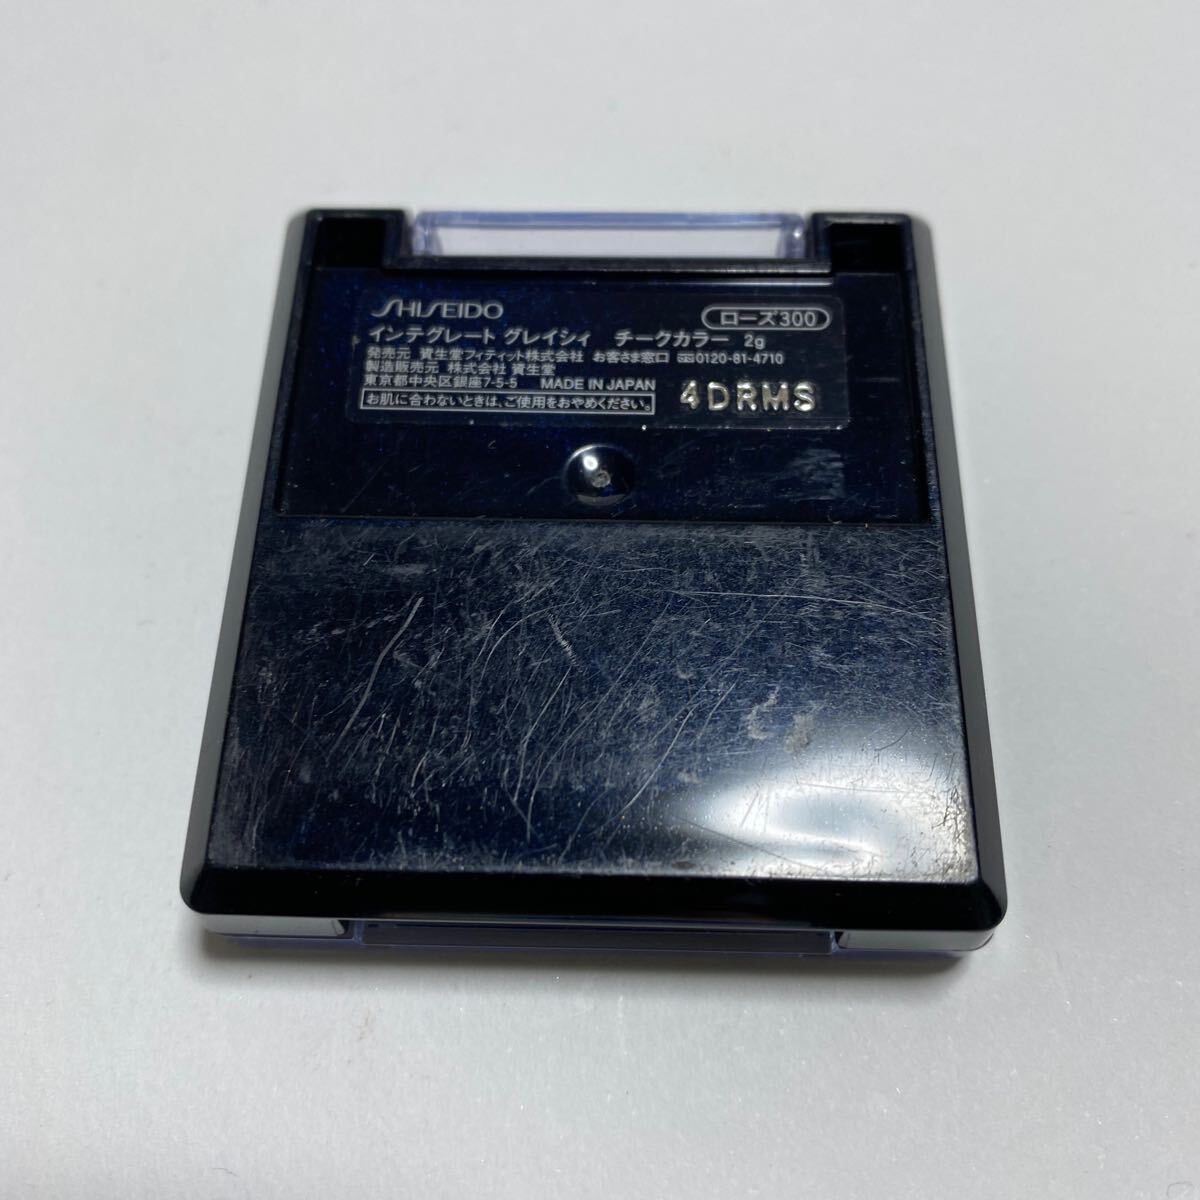 SHISEIDO
ローズ300
インテグレート グレイシィ チークカラー 2g
発売元 資生堂フィティット株式会社 お客さま窓口 0120-81-4710
製造販売元 株式会社 資生堂
東京都中央区銀座7-5-5 MADE IN JAPAN
お肌に合わないときは、ご使用をおやめください。
4DRMS